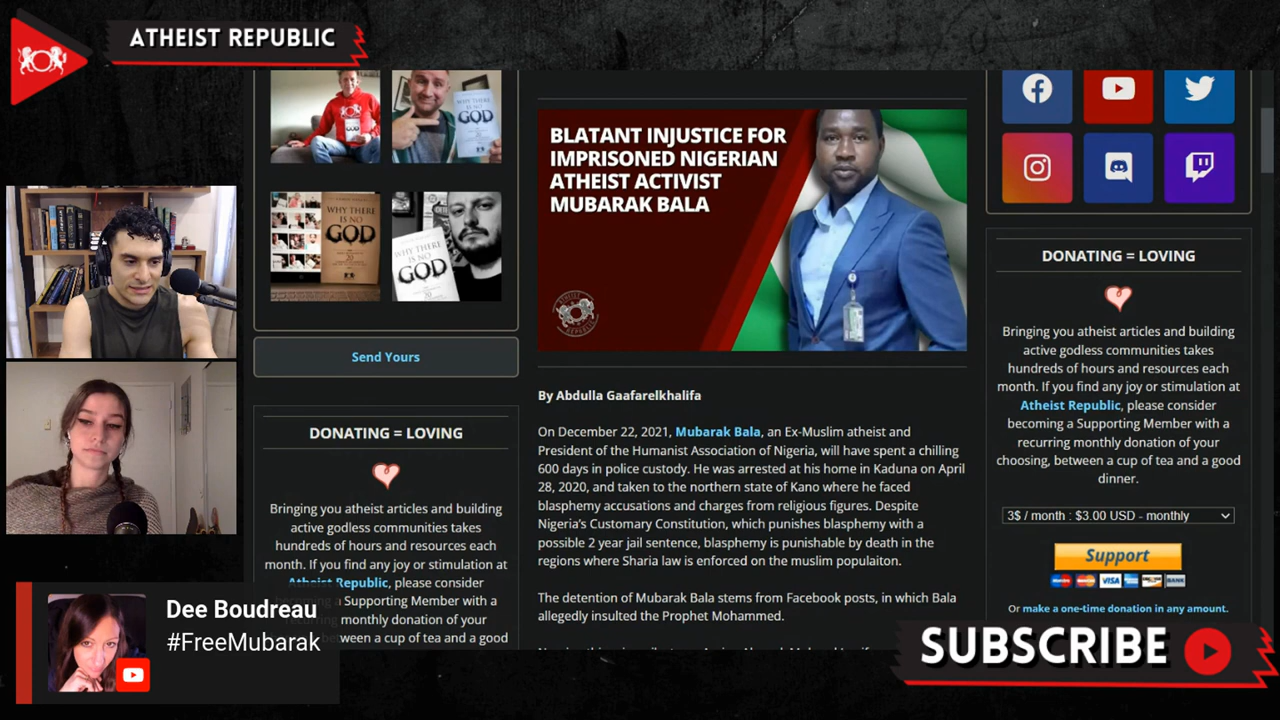 ATHEIST REPUBLIC
WHY THERE
IS NO
GOD
WHY THERE
IS NO
GOD
WHY THERE
IS NO
GOD
20
Send Yours
DONATING = LOVING
Bringing you atheist articles and building
active godless communities takes
hundreds of hours and resources each
month. If you find any joy or stimulation at
Atheist Republic, please consider
Supporting Member with a
monthly donation of your
between a cup of tea and a good
BLATANT INJUSTICE FOR
IMPRISONED NIGERIAN
ATHEIST ACTIVIST
MUBARAK BALA
By Abdulla Gaafarelkhalifa
On December 22, 2021, Mubarak Bala, an Ex-Muslim atheist and
President of the Humanist Association of Nigeria, will have spent a chilling
600 days in police custody. He was arrested at his home in Kaduna on April
28, 2020, and taken to the northern state of Kano where he faced
blasphemy accusations and charges from religious figures. Despite
Nigeria's Customary Constitution, which punishes blasphemy with a
possible 2 year jail sentence, blasphemy is punishable by death in the
regions where Sharia law is enforced on the muslim populaiton.
The detention of Mubarak Bala stems from Facebook posts, in which Bala
allegedly insulted the Prophet Mohammed.
DONATING = LOVING
Bringing you atheist articles and building
active godless communities takes
hundreds of hours and resources each
month. If you find any joy or stimulation at
Atheist Republic, please consider
becoming a Supporting Member with a
recurring monthly donation of your
choosing, between a cup of tea and a good
dinner.
3$ / month : $3.00 USD - monthly
Support
VISA
BANK
Or make a one-time donation in any amount.
Dee Boudreau
#FreeMubarak
SUBSCRIBE